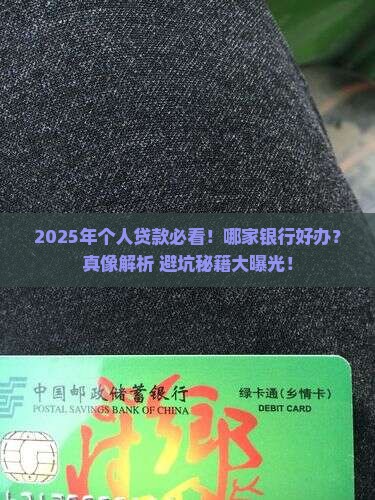 2025年个人贷款必看！哪家银行好办？
真像解析 避坑秘籍大曝光！
中国邮政储蓄银行
POSTAL SAVINGS BANK OF CHINA
绿卡通(乡情卡)
DEBIT CARD
鄉